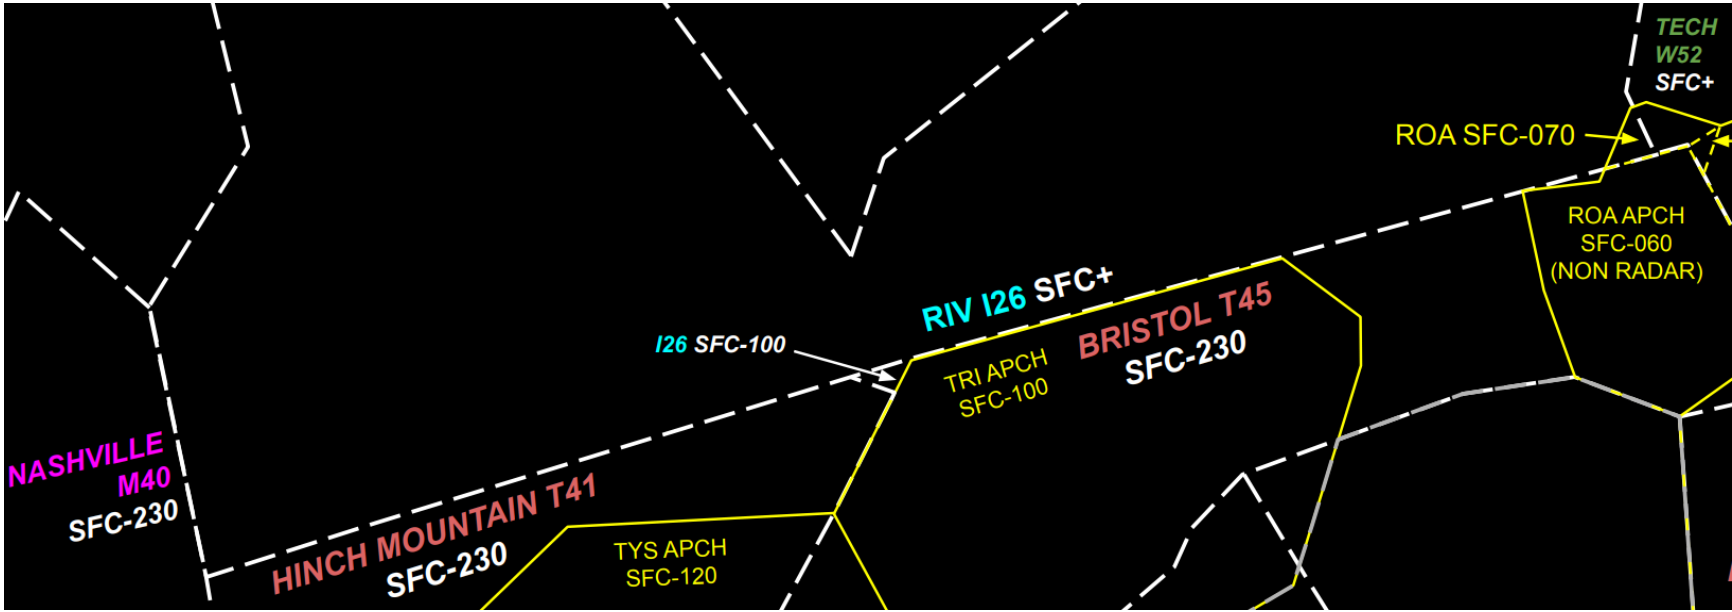 TECH
W52
SFC+
ROA SFC-070
ROA APCH
SFC-060
(NON RADAR)
RIV I26 SFC+
BRISTOL T45
SFC-230
I26 SFC-100
TRI APCH
SFC-100
NASHVILLE
M40
SFC-230
HINCH MOUNTAIN T41
SFC-230
TYS APCH
SFC-120